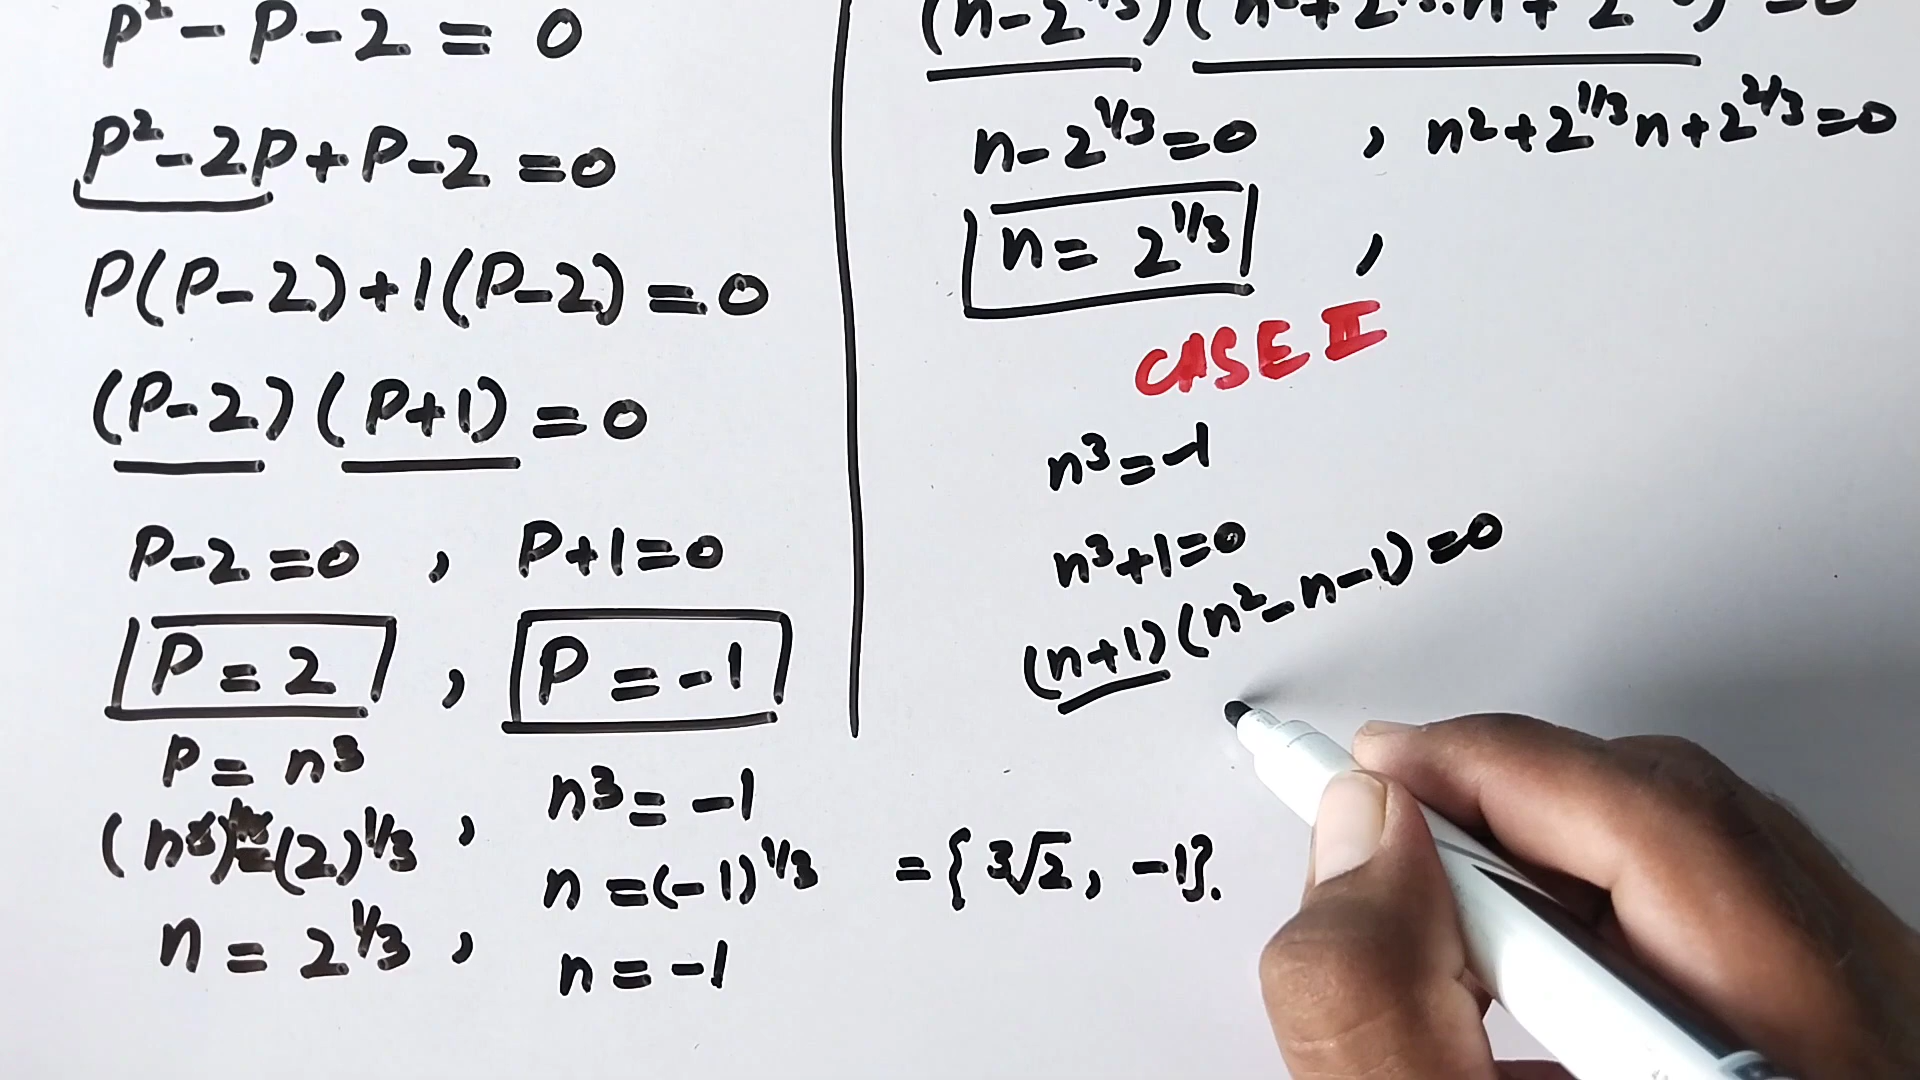 p² - p - 2 = 0
p² - 2p + p - 2 = 0
p(p-2) + 1(p-2) = 0
(p-2)(p+1) = 0
p - 2 = 0 , p + 1 = 0
p = 2 , p = -1
p = n³
n³ = -1
(2)^1/3 ,
n = (-1)^1/3
n = 2^1/3 ,
n = -1
n - 2^1/3 = 0 , n² + 2^1/3 n + 2^2/3 = 0
n = 2^1/3 ,
CASE II
n³ = -1
n³ + 1 = 0
(n+1)(n² - n - 1) = 0
= { ³√2, -1}.